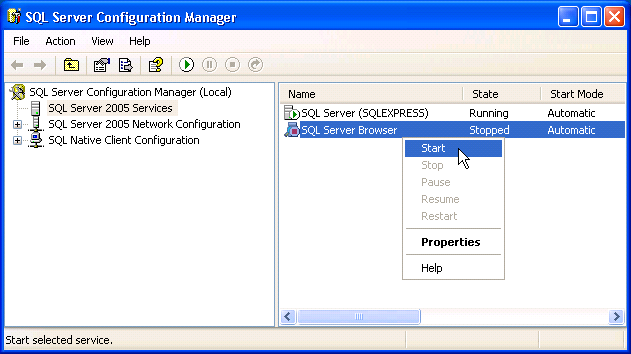 SQL Server Configuration Manager
File Action View Help
SQL Server Configuration Manager (Local)
SQL Server 2005 Services
SQL Server 2005 Network Configuration
SQL Native Client Configuration
Name State Start Mode
SQL Server (SQLEXPRESS) Running Automatic
SQL Server Browser Stopped Automatic
Start
Stop
Pause
Resume
Restart
Properties
Help
Start selected service.